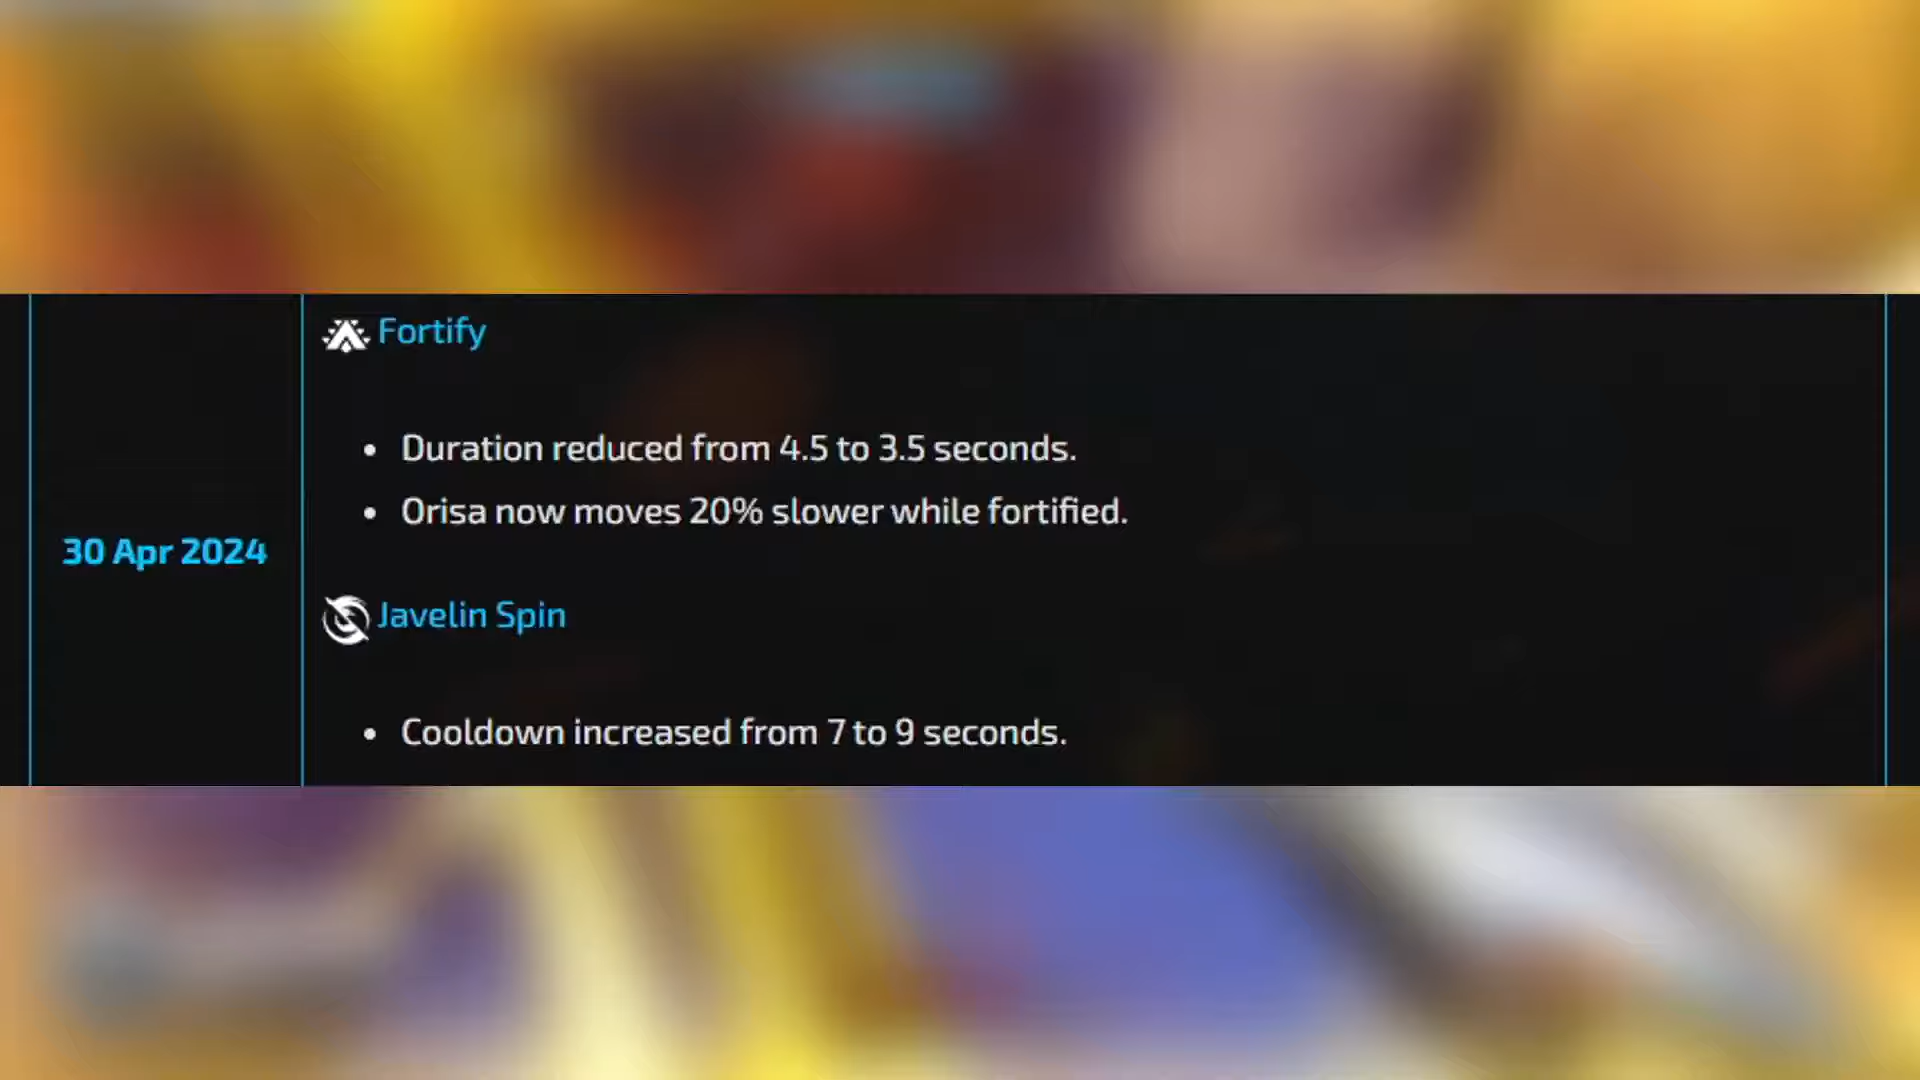 30 Apr 2024
Fortify
Duration reduced from 4.5 to 3.5 seconds.
Orisa now moves 20% slower while fortified.
Javelin Spin
Cooldown increased from 7 to 9 seconds.